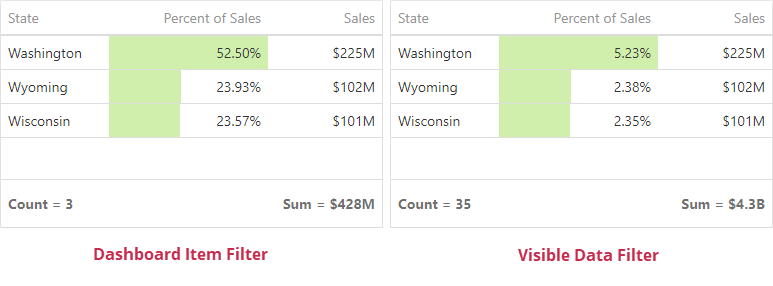 State Percent of Sales Sales
Washington 52.50% $225M
Wyoming 23.93% $102M
Wisconsin 23.57% $101M
Count = 3 Sum = $428M
Dashboard Item Filter
State Percent of Sales Sales
Washington 5.23% $225M
Wyoming 2.38% $102M
Wisconsin 2.35% $101M
Count = 35 Sum = $4.3B
Visible Data Filter